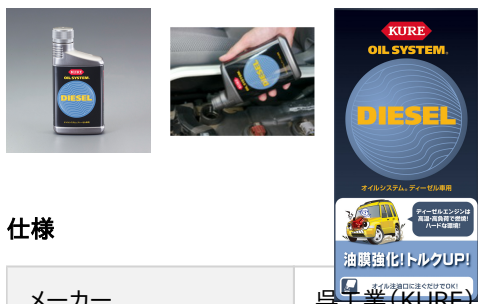 KURE
OIL SYSTEM
DIESEL
KURE
OIL SYSTEM.
DIESEL
オイルシステム。ディーゼル車用
ディーゼルエンジンは
高温・高負荷で燃焼!
ハードな環境!
油膜強化!トルクUP!
オイル注油口に注ぐだけでOK!
仕様
メーカー
呉工業(KURE)